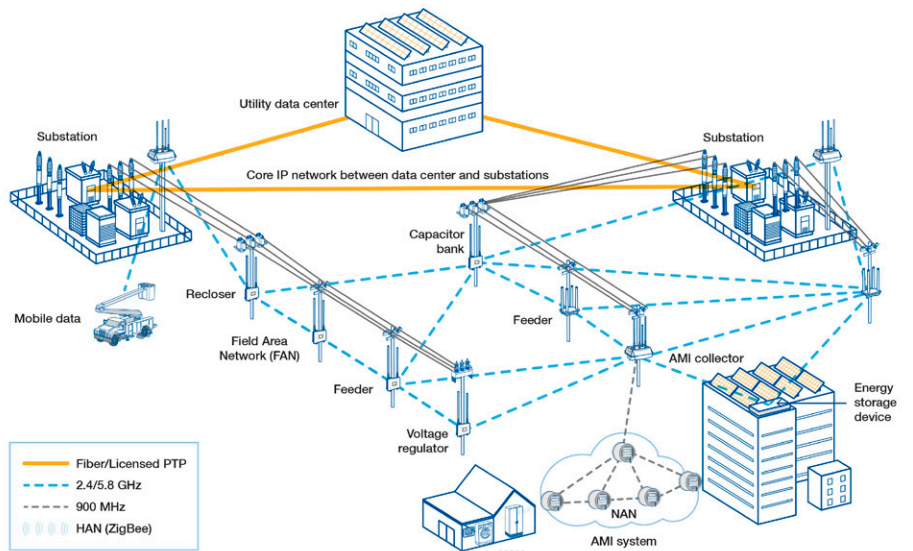 Utility data center
Substation
Substation
Core IP network between data center and substations
Capacitor
bank
Recloser
Mobile data
Feeder
Field Area
Network (FAN)
AMI collector
Feeder
Energy
storage
device
Voltage
regulator
Fiber/Licensed PTP
2.4/5.8 GHz
900 MHz
HAN (ZigBee)
NAN
AMI system